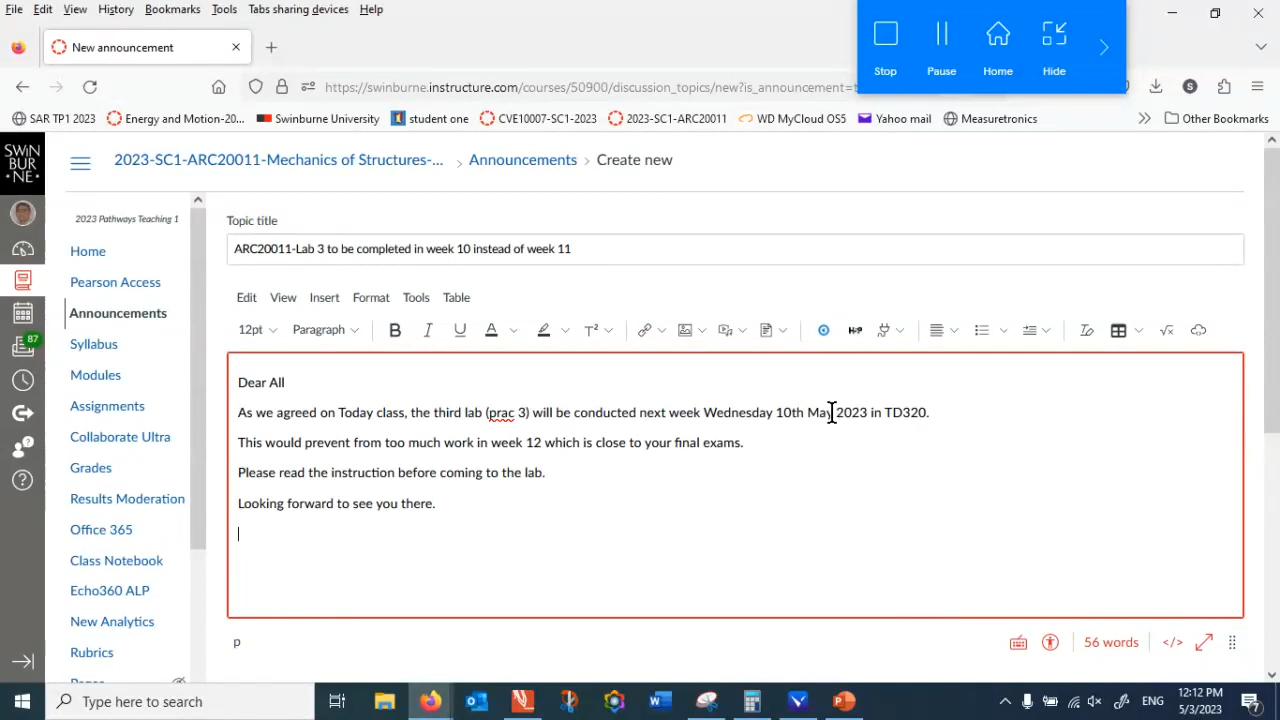 File Edit View History Bookmarks Tools Tabs sharing devices Help
New announcement
Stop Pause Home Hide
https://swinburne.instructure.com/courses/50900/discussion_topics/new?is_announcement=t
SAR TP1 2023 Energy and Motion-20... Swinburne University student one CVE10007-SC1-2023 2023-SC1-ARC20011 WD MyCloud OS5 Yahoo mail Measuretronics Other Bookmarks
SWIN
BUR
NE
2023-SC1-ARC20011-Mechanics of Structures-... Announcements Create new
2023 Pathways Teaching 1
Home
Pearson Access
Announcements
Syllabus
Modules
87
Assignments
Collaborate Ultra
Grades
Results Moderation
Office 365
Class Notebook
Echo360 ALP
New Analytics
Rubrics
Topic title
ARC20011-Lab 3 to be completed in week 10 instead of week 11
Edit View Insert Format Tools Table
12pt Paragraph B I U A T² H-P √x
Dear All
As we agreed on Today class, the third lab (prac 3) will be conducted next week Wednesday 10th May 2023 in TD320.
This would prevent from too much work in week 12 which is close to your final exams.
Please read the instruction before coming to the lab.
Looking forward to see you there.
p 56 words </>
Type here to search
ENG
12:12 PM
5/3/2023
7